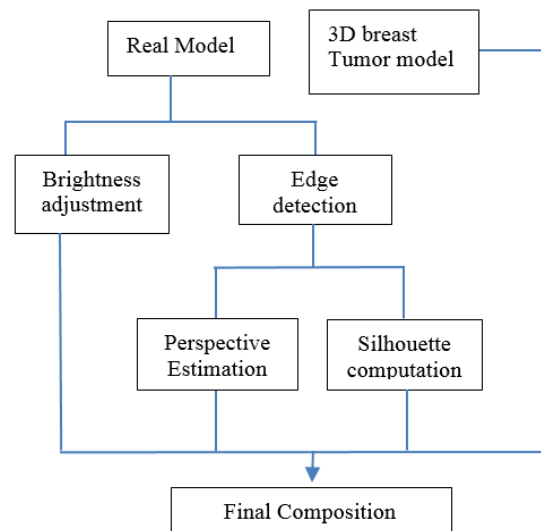 Real Model
3D breast
Tumor model
Brightness
adjustment
Edge
detection
Perspective
Estimation
Silhouette
computation
Final Composition